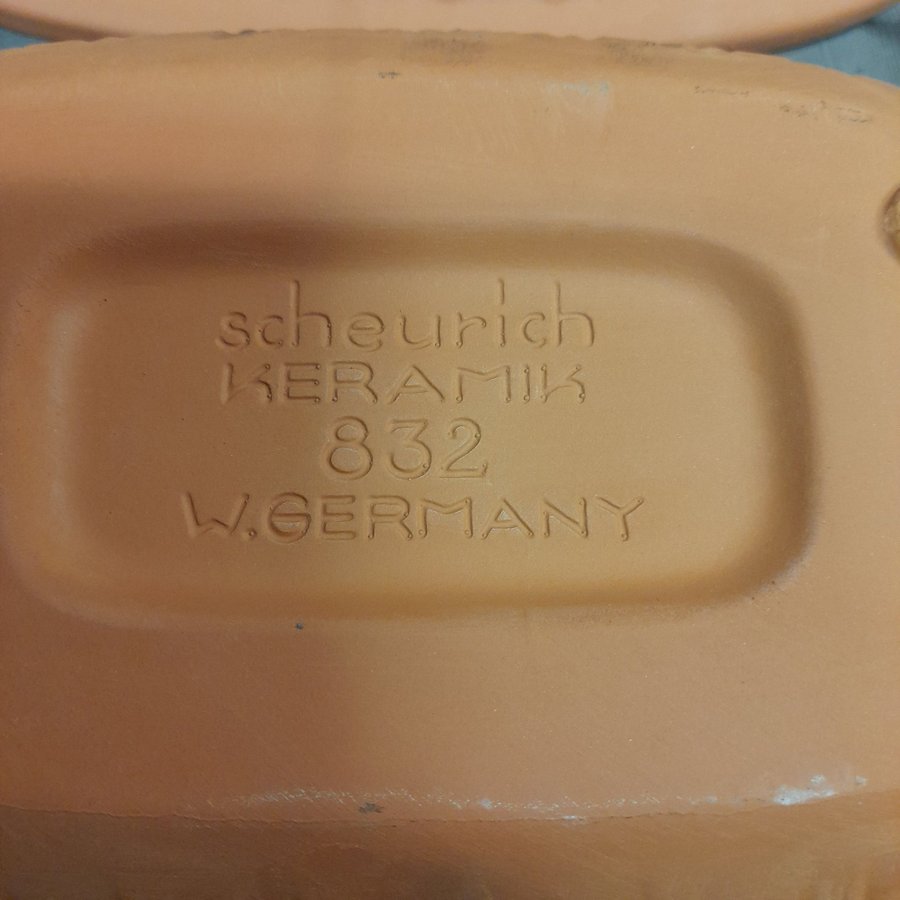 scheurich
KERAMIK
832
W.GERMANY